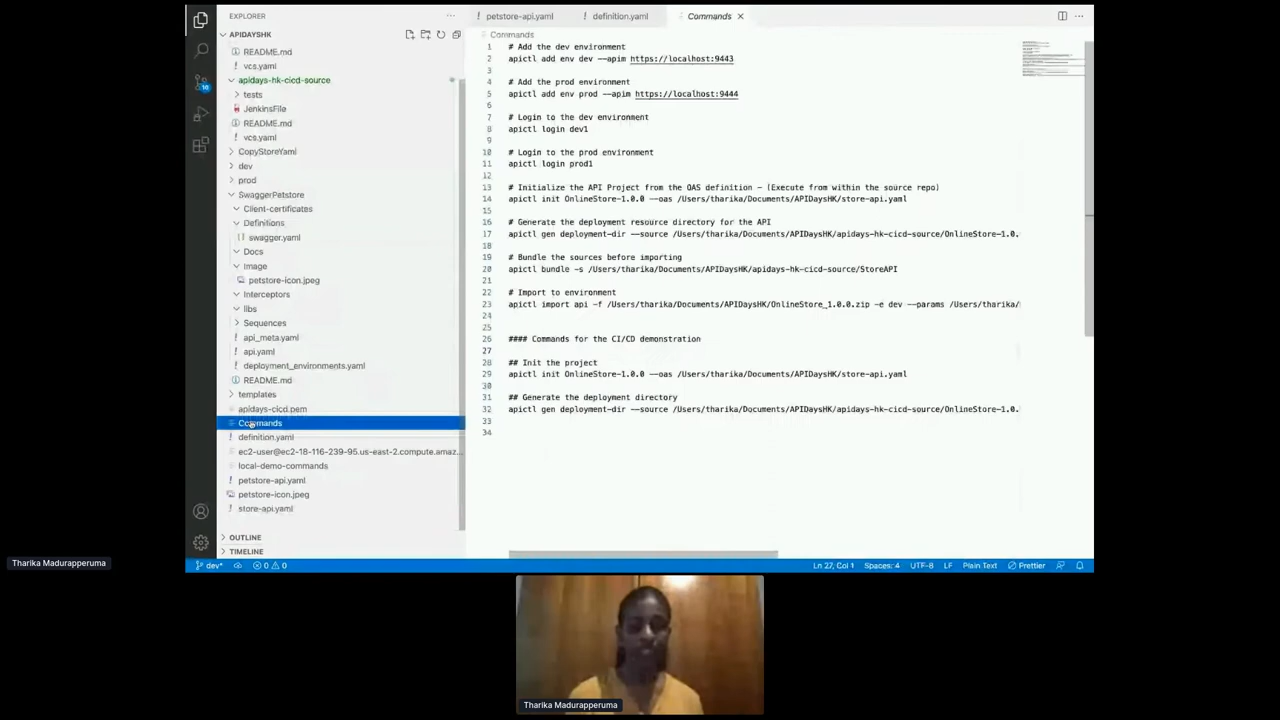 EXPLORER
APIDAYSHK
README.md
vcs.yaml
apidays-hk-cicd-source
tests
JenkinsFile
README.md
vcs.yaml
CopyStoreYaml
dev
prod
SwaggerPetstore
Client-certificates
Definitions
swagger.yaml
Docs
Image
petstore-icon.jpeg
Interceptors
libs
Sequences
api_meta.yaml
api.yaml
deployment_environments.yaml
README.md
templates
apidays-cicd.pem
Commands
definition.yaml
ec2-user@ec2-18-116-239-95.us-east-2.compute.amaz...
local-demo-commands
petstore-api.yaml
petstore-icon.jpeg
store-api.yaml
OUTLINE
TIMELINE
petstore-api.yaml definition.yaml Commands
Commands
1 # Add the dev environment
2 apictl add env dev --apim https://localhost:9443
3
4 # Add the prod environment
5 apictl add env prod --apim https://localhost:9444
6
7 # Login to the dev environment
8 apictl login dev1
9
10 # Login to the prod environment
11 apictl login prod1
12
13 # Initialize the API Project from the OAS definition - (Execute from within the source repo)
14 apictl init OnlineStore-1.0.0 --oas /Users/tharika/Documents/APIDaysHK/store-api.yaml
15
16 # Generate the deployment resource directory for the API
17 apictl gen deployment-dir --source /Users/tharika/Documents/APIDaysHK/apidays-hk-cicd-source/OnlineStore-1.0.
18
19 # Bundle the sources before importing
20 apictl bundle -s /Users/tharika/Documents/APIDaysHK/apidays-hk-cicd-source/StoreAPI
21
22 # Import to environment
23 apictl import api -f /Users/tharika/Documents/APIDaysHK/OnlineStore_1.0.0.zip -e dev --params /Users/tharika/
24
25
26 #### Commands for the CI/CD demonstration
27
28 ## Init the project
29 apictl init OnlineStore-1.0.0 --oas /Users/tharika/Documents/APIDaysHK/store-api.yaml
30
31 ## Generate the deployment directory
32 apictl gen deployment-dir --source /Users/tharika/Documents/APIDaysHK/apidays-hk-cicd-source/OnlineStore-1.0.
33
34
dev* 0 0 Ln 27, Col 1 Spaces: 4 UTF-8 LF Plain Text Prettier
Tharika Madurapperuma
Tharika Madurapperuma